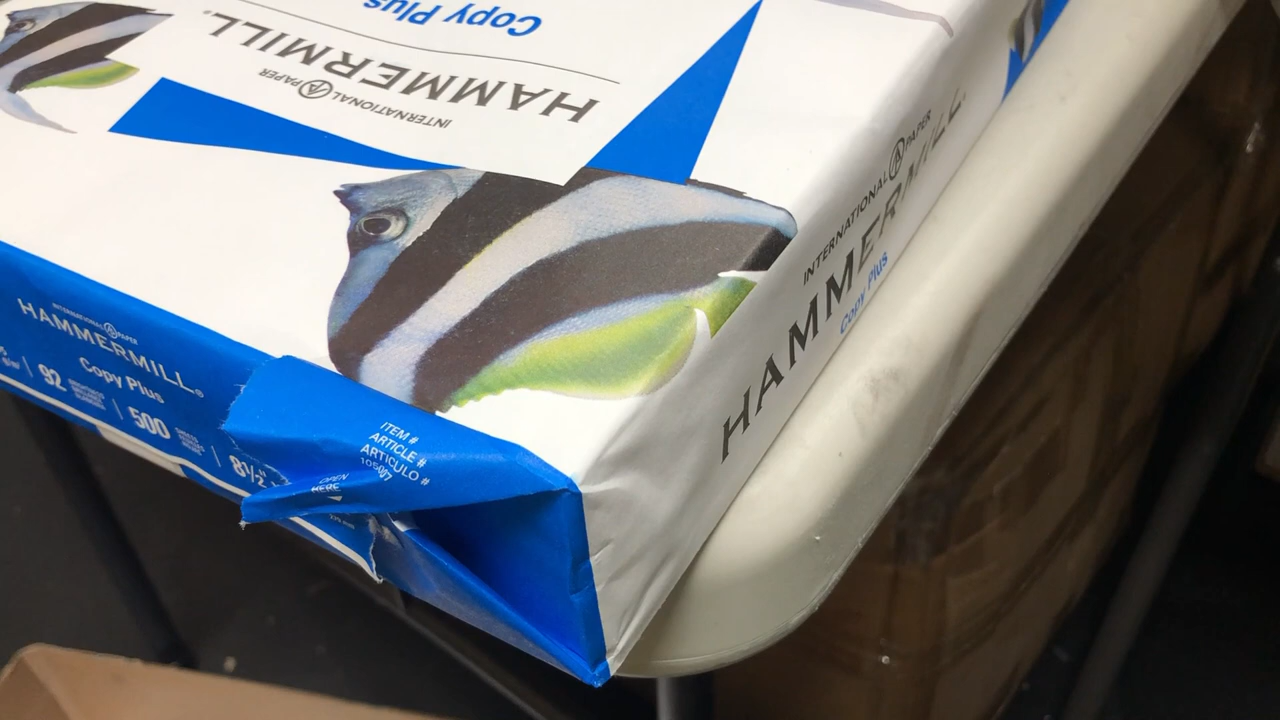 Copy Plus
HAMMERMILL®
INTERNATIONAL PAPER
INTERNATIONAL PAPER
HAMMERMILL®
Copy Plus
INTERNATIONAL PAPER
HAMMERMILL®
Copy Plus
92
500
8½"
ITEM #
ARTICLE #
ARTICULO #
OPEN
HERE